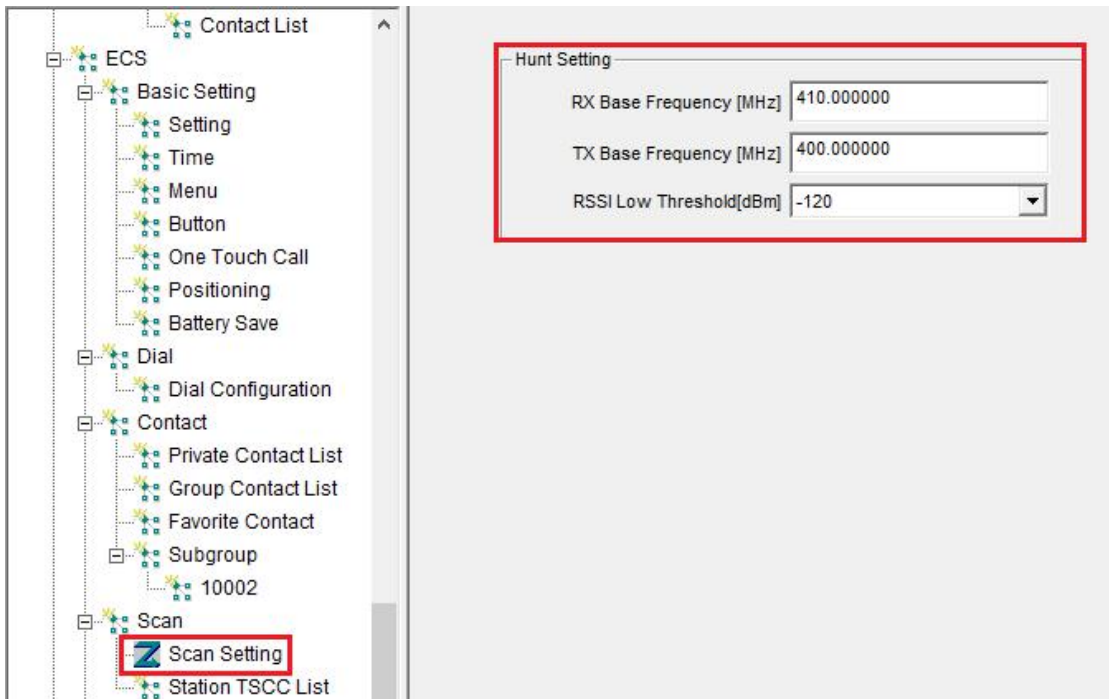 Contact List
ECS
Basic Setting
Setting
Time
Menu
Button
One Touch Call
Positioning
Battery Save
Dial
Dial Configuration
Contact
Private Contact List
Group Contact List
Favorite Contact
Subgroup
10002
Scan
Scan Setting
Station TSCC List
Hunt Setting
RX Base Frequency [MHz] 410.000000
TX Base Frequency [MHz] 400.000000
RSSI Low Threshold[dBm] -120